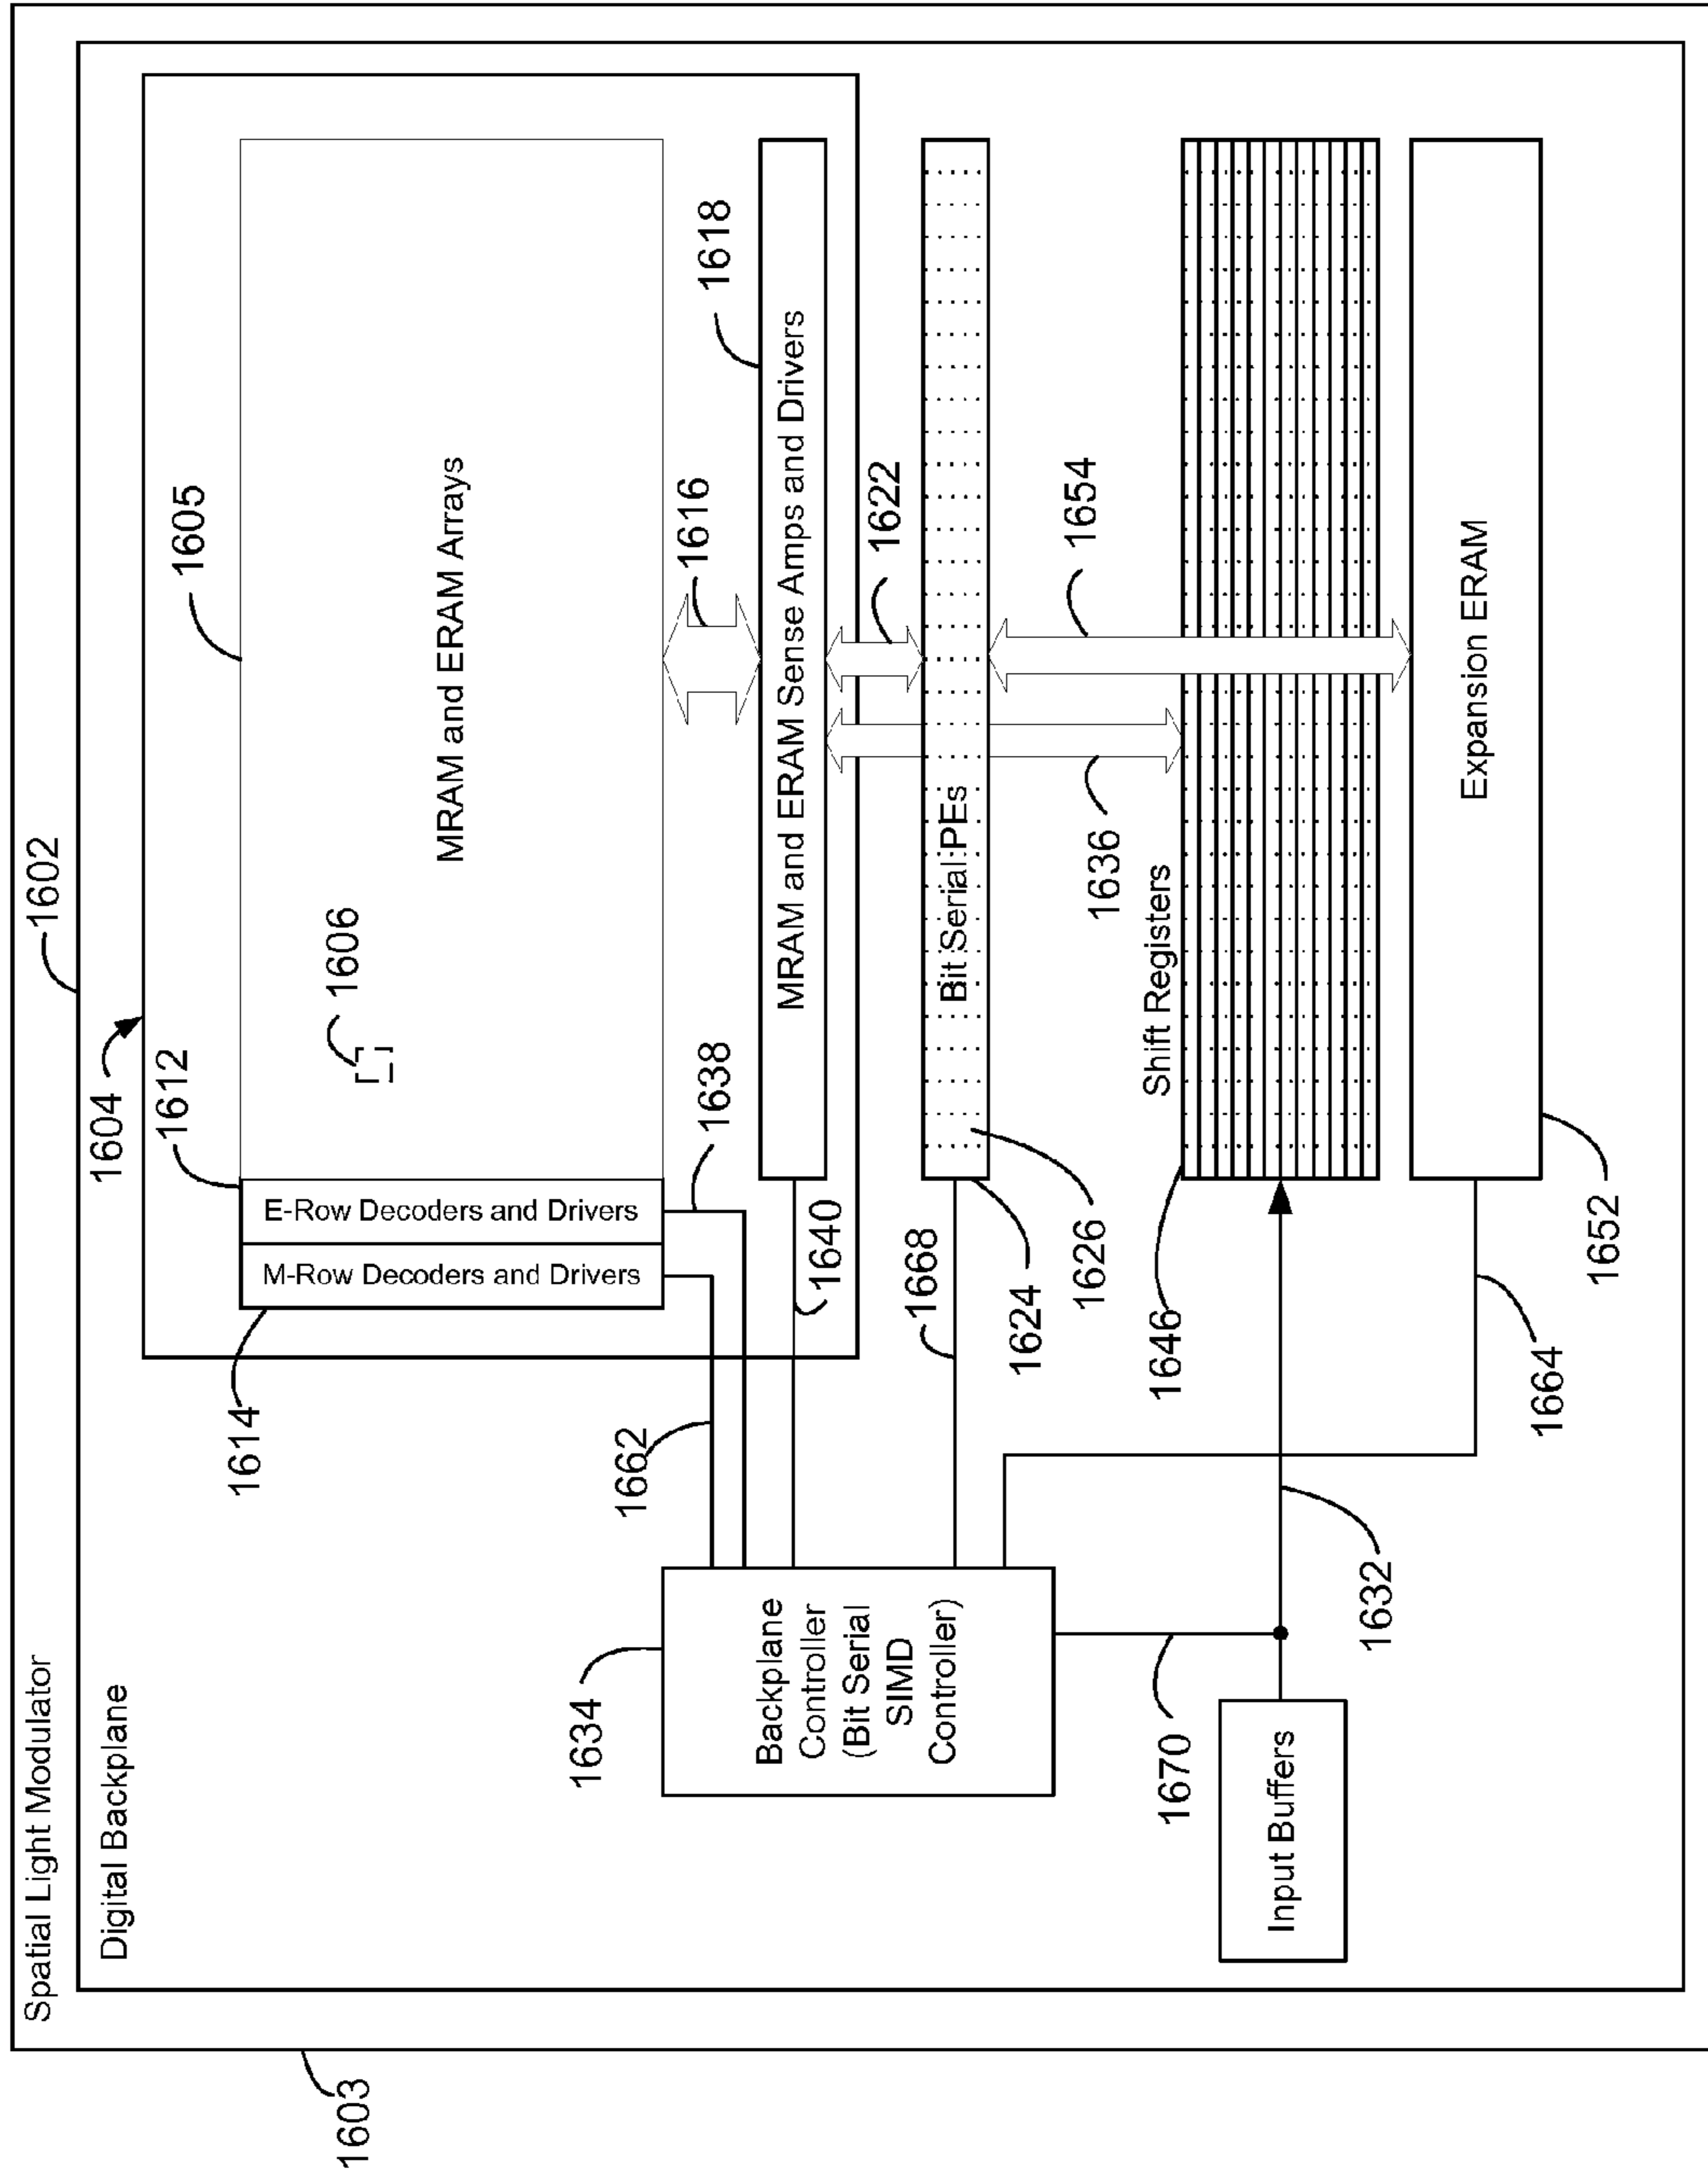 Spatial Light Modulator
1603
Digital Backplane
1602
1604
1612
1605
1606
MRAM and ERAM Arrays
E-Row Decoders and Drivers
M-Row Decoders and Drivers
1614
1616
1618
MRAM and ERAM Sense Amps and Drivers
1638
1640
1662
1622
Bit Serial PEs
1668
1624
1626
1634
Backplane
Controller
(Bit Serial
SIMD
Controller)
1654
1636
Shift Registers
1646
1670
1632
Input Buffers
Expansion ERAM
1664
1652